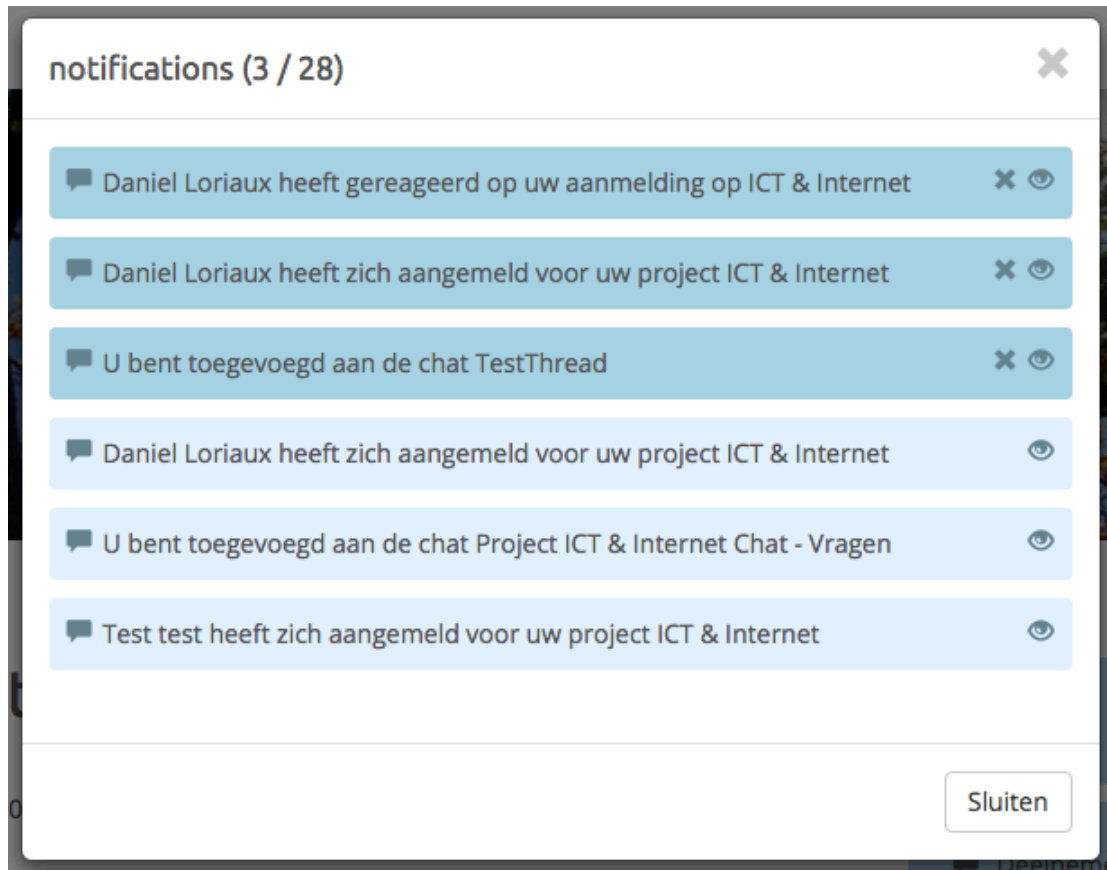 notifications (3 / 28)
Daniel Loriaux heeft gereageerd op uw aanmelding op ICT & Internet
Daniel Loriaux heeft zich aangemeld voor uw project ICT & Internet
U bent toegevoegd aan de chat TestThread
Daniel Loriaux heeft zich aangemeld voor uw project ICT & Internet
U bent toegevoegd aan de chat Project ICT & Internet Chat - Vragen
Test test heeft zich aangemeld voor uw project ICT & Internet
Sluiten